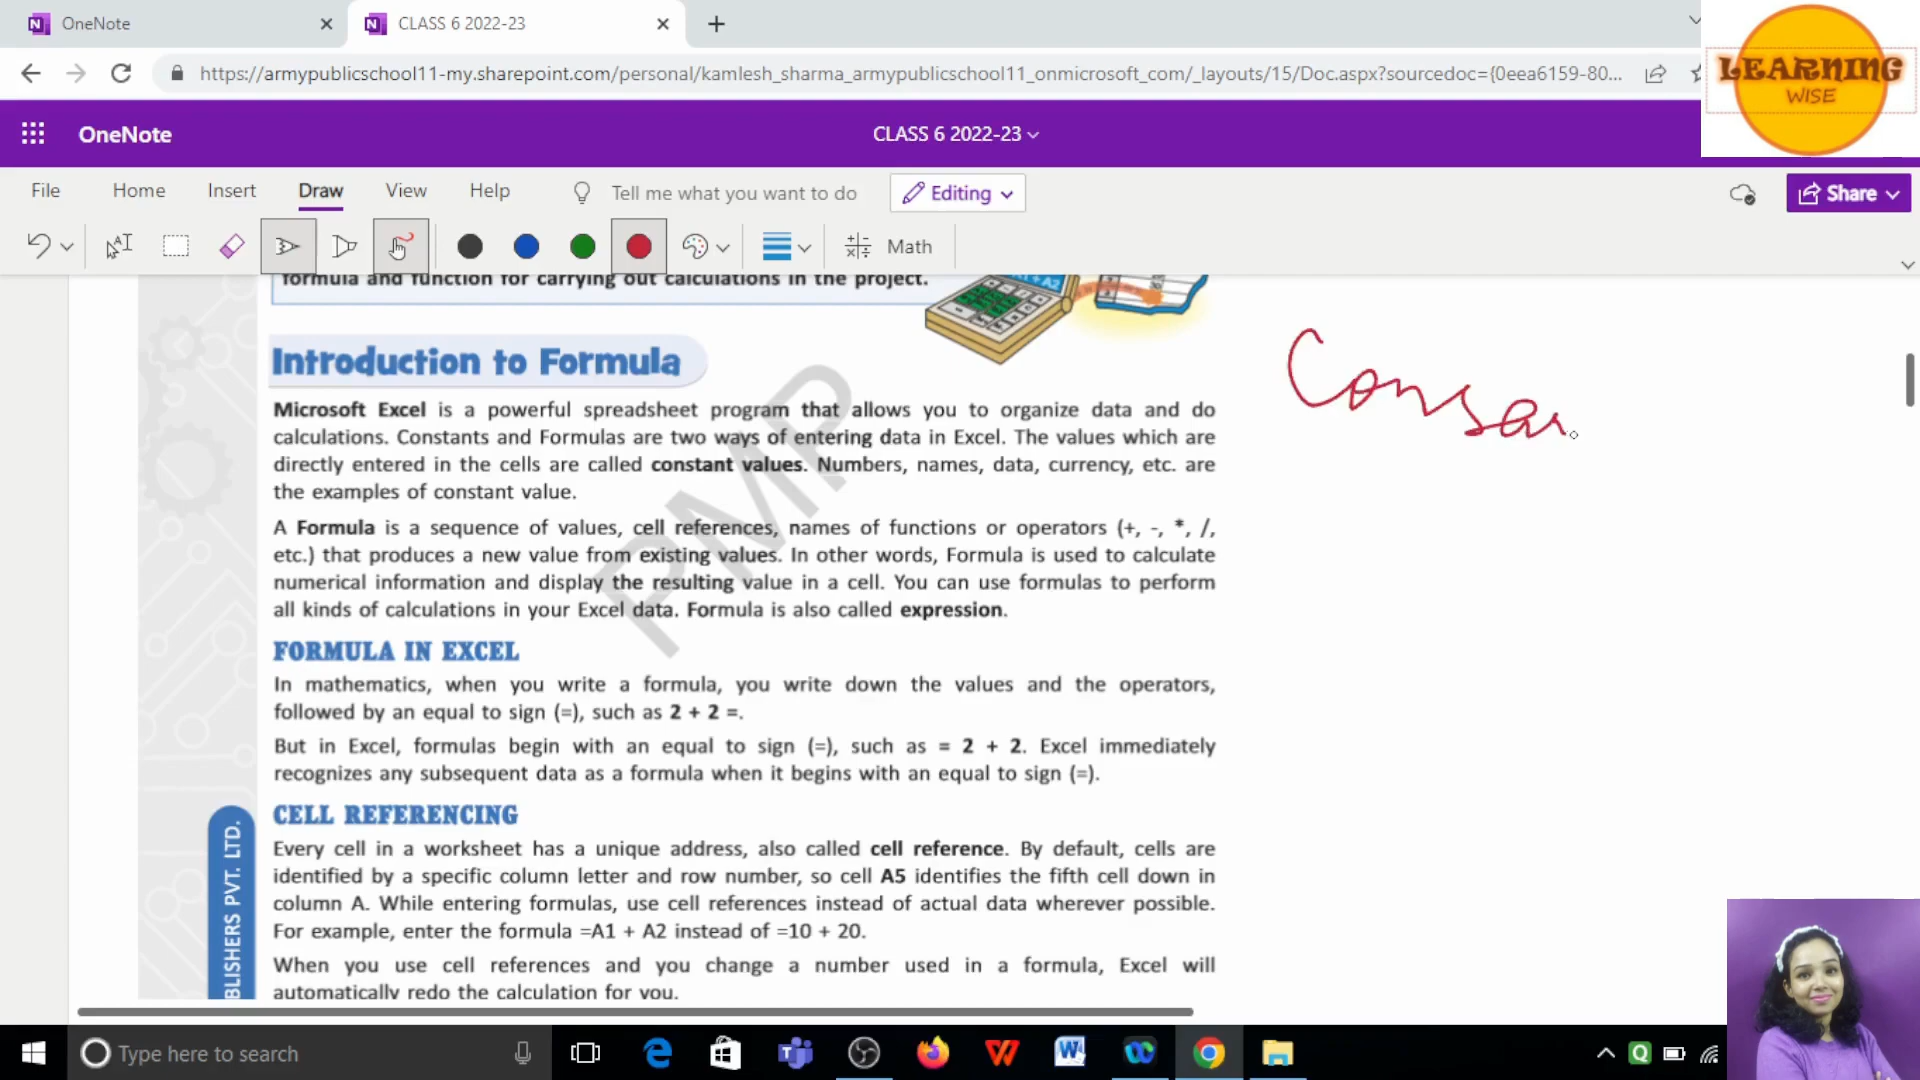 OneNote
CLASS 6 2022-23
https://armypublicschool11-my.sharepoint.com/personal/kamlesh_sharma_armypublicschool11_onmicrosoft_com/_layouts/15/Doc.aspx?sourcedoc={0eea6159-80...
LEARNING
WISE
OneNote
CLASS 6 2022-23
File Home Insert Draw View Help Tell me what you want to do Editing Share
Math
formula and function for carrying out calculations in the project.
+ A2
Introduction to Formula
Microsoft Excel is a powerful spreadsheet program that allows you to organize data and do
calculations. Constants and Formulas are two ways of entering data in Excel. The values which are
directly entered in the cells are called constant values. Numbers, names, data, currency, etc. are
the examples of constant value.
A Formula is a sequence of values, cell references, names of functions or operators (+, -, *, /,
etc.) that produces a new value from existing values. In other words, Formula is used to calculate
numerical information and display the resulting value in a cell. You can use formulas to perform
all kinds of calculations in your Excel data. Formula is also called expression.
FORMULA IN EXCEL
In mathematics, when you write a formula, you write down the values and the operators,
followed by an equal to sign (=), such as 2 + 2 =.
But in Excel, formulas begin with an equal to sign (=), such as = 2 + 2. Excel immediately
recognizes any subsequent data as a formula when it begins with an equal to sign (=).
CELL REFERENCING
Every cell in a worksheet has a unique address, also called cell reference. By default, cells are
identified by a specific column letter and row number, so cell A5 identifies the fifth cell down in
column A. While entering formulas, use cell references instead of actual data wherever possible.
For example, enter the formula =A1 + A2 instead of =10 + 20.
When you use cell references and you change a number used in a formula, Excel will
automatically redo the calculation for you.
PMP
BLISHERS PVT. LTD.
Type here to search